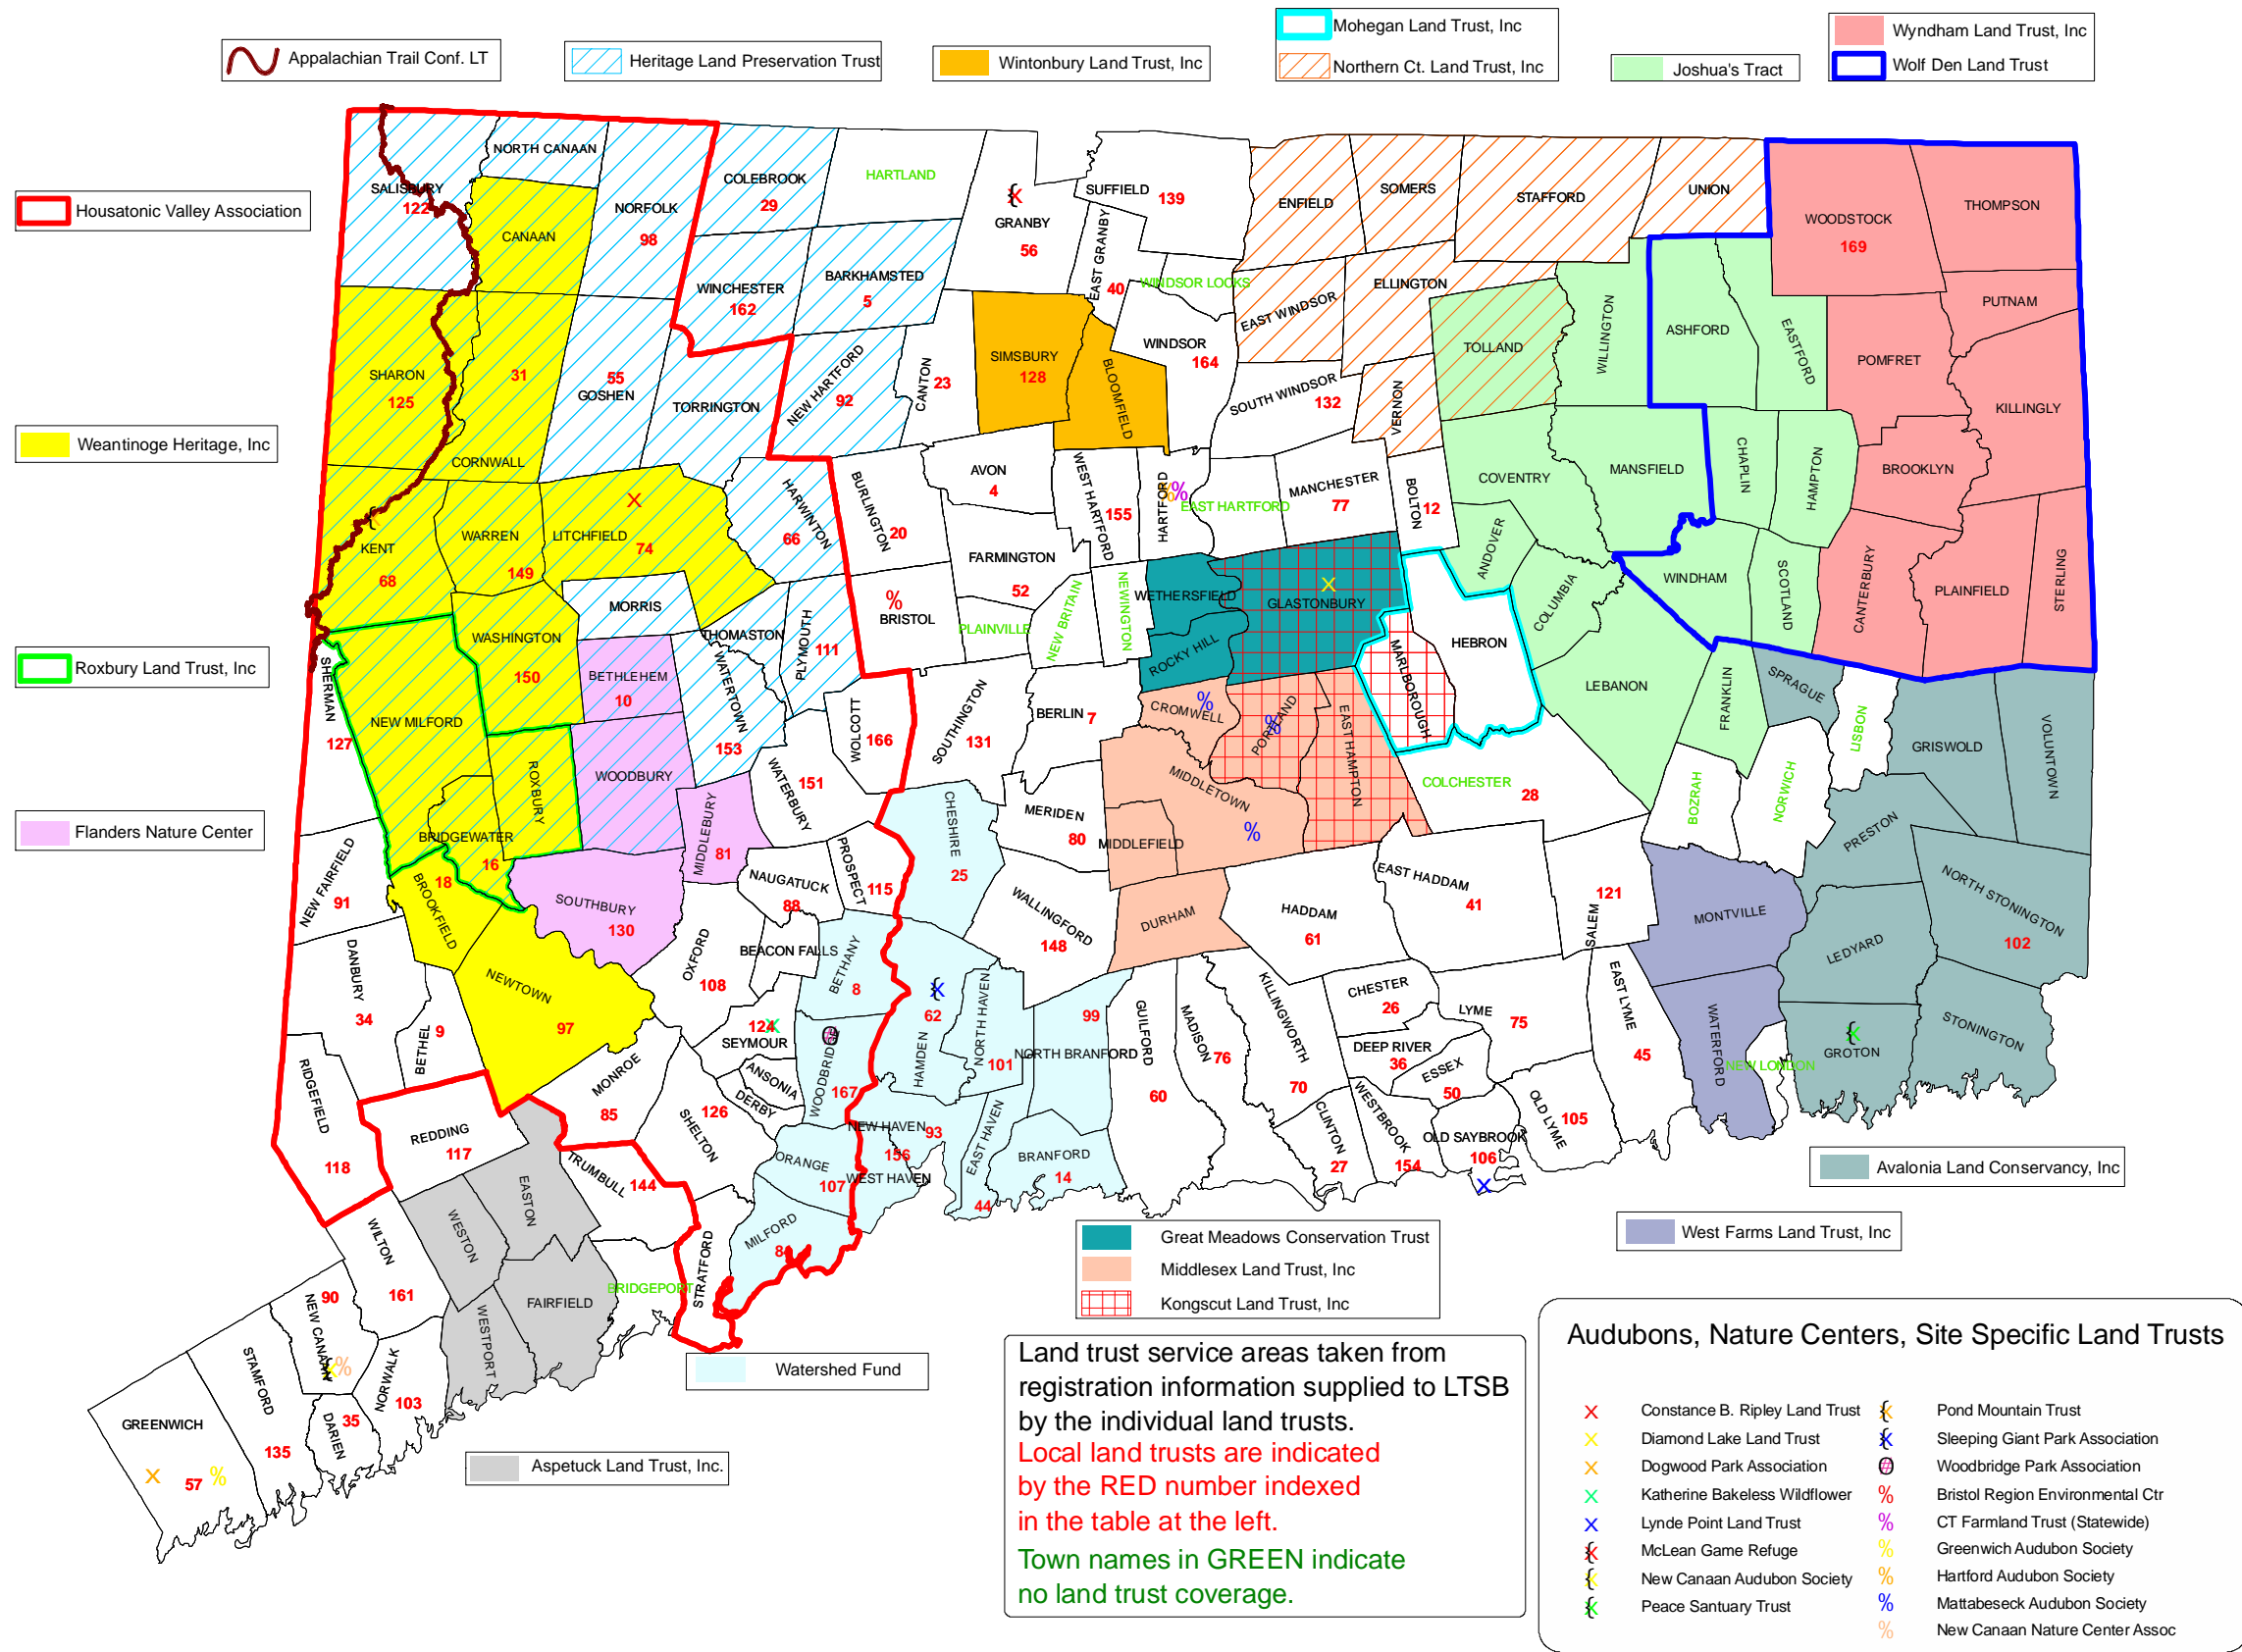 Appalachian Trail Conf. LT
Heritage Land Preservation Trust
Wintonbury Land Trust, Inc
Mohegan Land Trust, Inc
Northern Ct. Land Trust, Inc
Joshua's Tract
Wyndham Land Trust, Inc
Wolf Den Land Trust
Housatonic Valley Association
Weantinoge Heritage, Inc
Roxbury Land Trust, Inc
Flanders Nature Center
SALISBURY
122
NORTH CANAAN
CANAAN
NORFOLK
98
COLEBROOK
29
HARTLAND
GRANBY
56
SUFFIELD
139
EAST GRANBY
40
WINDSOR LOCKS
ENFIELD
SOMERS
STAFFORD
UNION
WOODSTOCK
169
THOMPSON
WINCHESTER
162
BARKHAMSTED
5
EAST WINDSOR
ELLINGTON
WILLINGTON
ASHFORD
EASTFORD
PUTNAM
SHARON
125
31
CORNWALL
55
GOSHEN
TORRINGTON
NEW HARTFORD
92
CANTON
23
SIMSBURY
128
BLOOMFIELD
WINDSOR
164
SOUTH WINDSOR
132
VERNON
TOLLAND
POMFRET
KILLINGLY
KENT
68
WARREN
149
LITCHFIELD
74
HARWINTON
66
BURLINGTON
20
AVON
4
WEST HARTFORD
155
HARTFORD
EAST HARTFORD
MANCHESTER
77
BOLTON
12
COVENTRY
MANSFIELD
CHAPLIN
HAMPTON
BROOKLYN
FARMINGTON
52
MORRIS
WASHINGTON
150
BETHLEHEM
10
THOMASTON
WATERTOWN
153
PLYMOUTH
111
BRISTOL
PLAINVILLE
NEW BRITAIN
NEWINGTON
WETHERSFIELD
ROCKY HILL
GLASTONBURY
MARLBOROUGH
HEBRON
ANDOVER
COLUMBIA
WINDHAM
SCOTLAND
CANTERBURY
PLAINFIELD
STERLING
SHERMAN
127
NEW MILFORD
ROXBURY
WOODBURY
WOLCOTT
166
SOUTHINGTON
131
BERLIN
7
CROMWELL
PORTLAND
EAST HAMPTON
LEBANON
FRANKLIN
SPRAGUE
LISBON
GRISWOLD
VOLUNTOWN
BRIDGEWATER
16
MIDDLEBURY
81
WATERBURY
151
CHESHIRE
25
MERIDEN
80
MIDDLETOWN
MIDDLEFIELD
COLCHESTER
28
BOZRAH
NORWICH
PRESTON
NEW FAIRFIELD
91
BROOKFIELD
18
SOUTHBURY
130
NAUGATUCK
88
PROSPECT
115
WALLINGFORD
148
DURHAM
HADDAM
61
EAST HADDAM
41
SALEM
121
MONTVILLE
NORTH STONINGTON
102
LEDYARD
DANBURY
34
BETHEL
9
NEWTOWN
97
OXFORD
108
BEACON FALLS
BETHANY
8
HAMDEN
62
NORTH HAVEN
101
NORTH BRANFORD
99
GUILFORD
60
MADISON
76
KILLINGWORTH
70
CHESTER
26
LYME
75
EAST LYME
45
WATERFORD
NEW LONDON
GROTON
STONINGTON
RIDGEFIELD
118
REDDING
117
MONROE
85
SEYMOUR
124
ANSONIA
DERBY
WOODBRIDGE
167
SHELTON
126
DEEP RIVER
36
ESSEX
50
CLINTON
27
WESTBROOK
154
OLD SAYBROOK
106
OLD LYME
105
NEW HAVEN
93
EAST HAVEN
44
BRANFORD
14
ORANGE
107
WEST HAVEN
156
MILFORD
TRUMBULL
144
EASTON
WESTON
WILTON
161
STRATFORD
BRIDGEPORT
FAIRFIELD
WESTPORT
NEW CANAAN
90
NORWALK
103
STAMFORD
135
DARIEN
35
GREENWICH
57
Avalonia Land Conservancy, Inc
West Farms Land Trust, Inc
Great Meadows Conservation Trust
Middlesex Land Trust, Inc
Kongscut Land Trust, Inc
Watershed Fund
Aspetuck Land Trust, Inc.
Land trust service areas taken from
registration information supplied to LTSB
by the individual land trusts.
Local land trusts are indicated
by the RED number indexed
in the table at the left.
Town names in GREEN indicate
no land trust coverage.
Audubons, Nature Centers, Site Specific Land Trusts
Constance B. Ripley Land Trust
Diamond Lake Land Trust
Dogwood Park Association
Katherine Bakeless Wildflower
Lynde Point Land Trust
McLean Game Refuge
New Canaan Audubon Society
Peace Santuary Trust
Pond Mountain Trust
Sleeping Giant Park Association
Woodbridge Park Association
Bristol Region Environmental Ctr
CT Farmland Trust (Statewide)
Greenwich Audubon Society
Hartford Audubon Society
Mattabeseck Audubon Society
New Canaan Nature Center Assoc